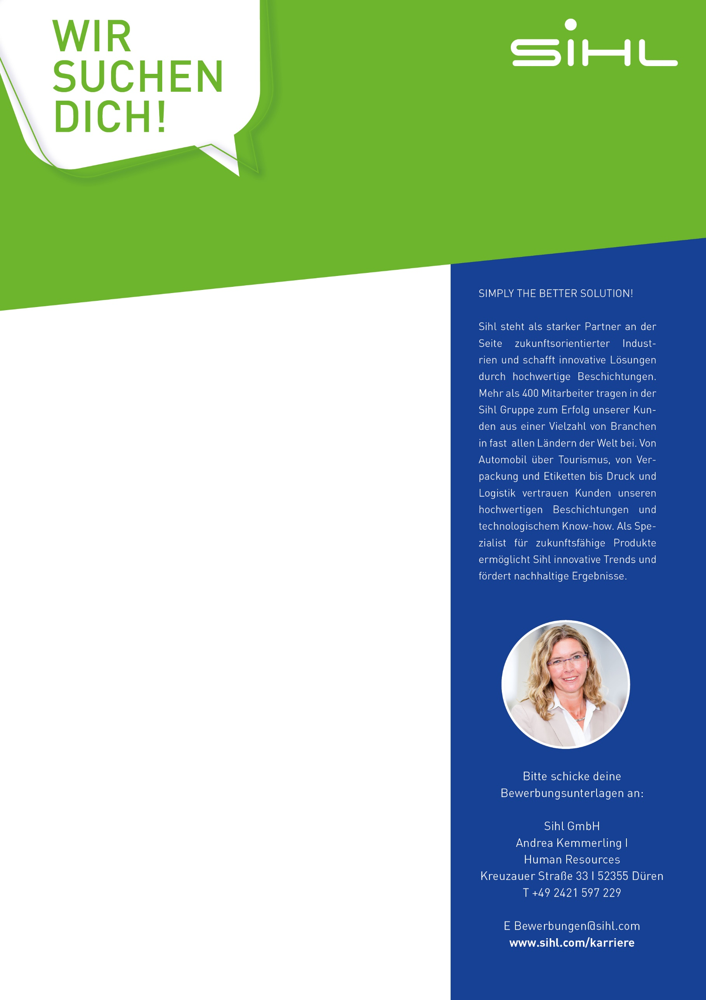 WIR
SUCHEN
DICH!
SIHL
SIMPLY THE BETTER SOLUTION!
Sihl steht als starker Partner an der
Seite zukunftsorientierter Indust-
rien und schafft innovative Lösungen
durch hochwertige Beschichtungen.
Mehr als 400 Mitarbeiter tragen in der
Sihl Gruppe zum Erfolg unserer Kun-
den aus einer Vielzahl von Branchen
in fast allen Ländern der Welt bei. Von
Automobil über Tourismus, von Ver-
packung und Etiketten bis Druck und
Logistik vertrauen Kunden unseren
hochwertigen Beschichtungen und
technologischem Know-how. Als Spe-
zialist für zukunftsfähige Produkte
ermöglicht Sihl innovative Trends und
fördert nachhaltige Ergebnisse.
Bitte schicke deine
Bewerbungsunterlagen an:
Sihl GmbH
Andrea Kemmerling I
Human Resources
Kreuzauer Straße 33 I 52355 Düren
T +49 2421 597 229
E Bewerbungen@sihl.com
www.sihl.com/karriere